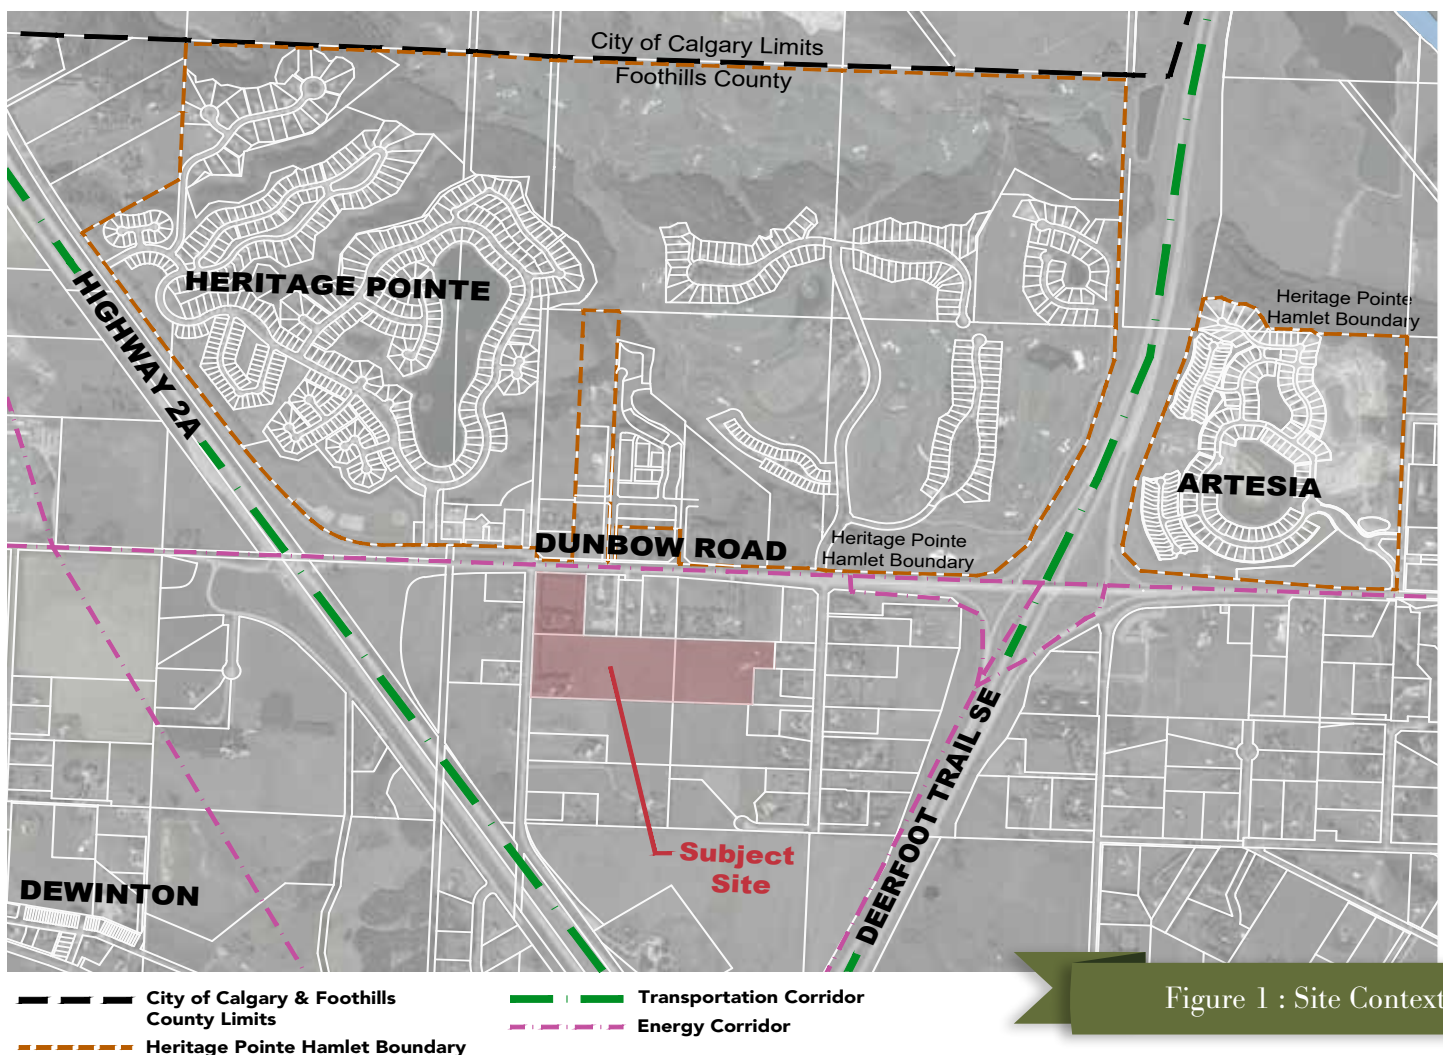 City of Calgary Limits
Foothills County
HERITAGE POINTE
HIGHWAY 2A
Heritage Pointe
Hamlet Boundary
ARTESIA
DUNBOW ROAD
Heritage Pointe
Hamlet Boundary
DEERFOOT TRAIL SE
Subject
Site
DEWINTON
City of Calgary & Foothills
County Limits
Heritage Pointe Hamlet Boundary
Transportation Corridor
Energy Corridor
Figure 1 : Site Context